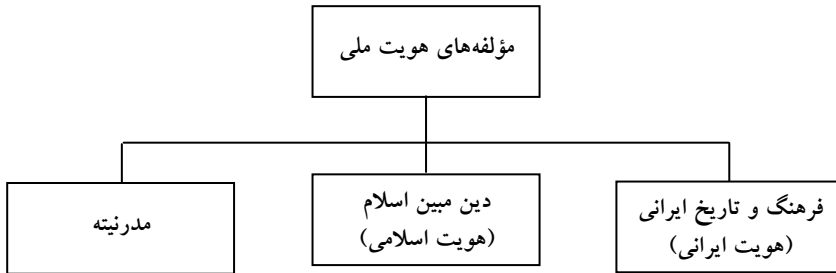 مؤلفه‌های هویت ملی
فرهنگ و تاریخ ایرانی
(هویت ایرانی)
دین مبین اسلام
(هویت اسلامی)
مدرنیته